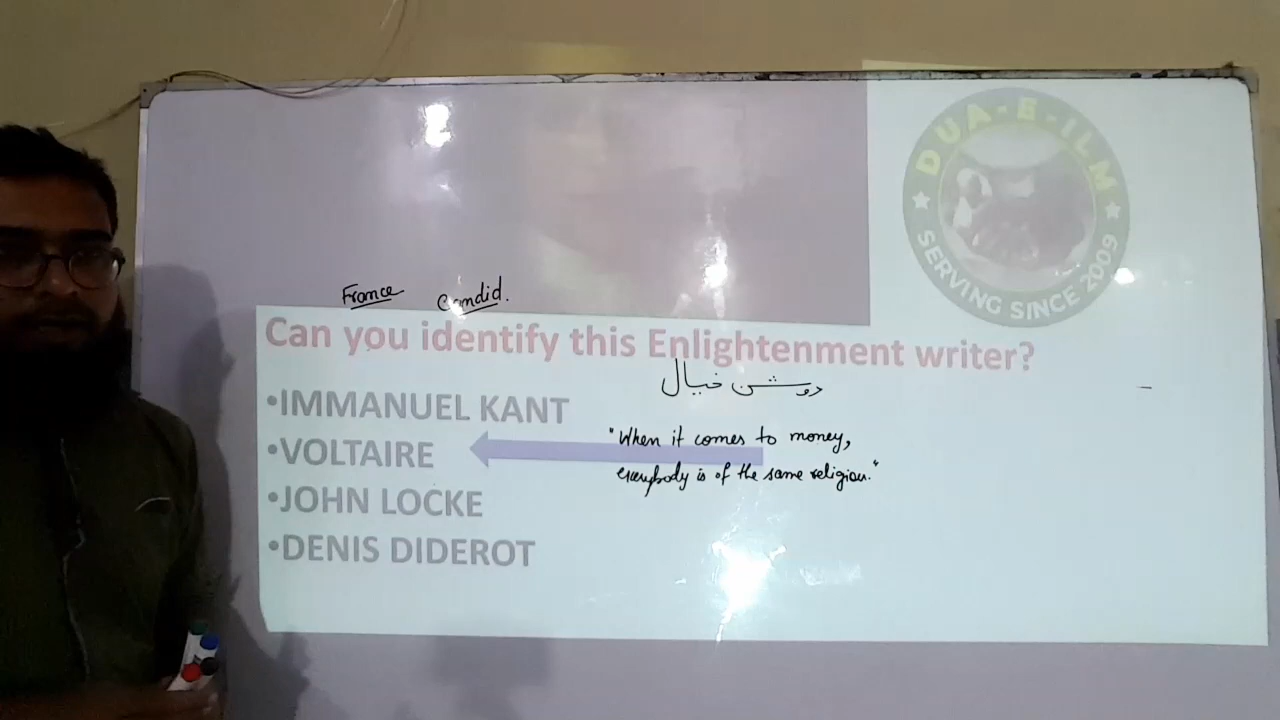 DUA-E-ILM
SERVING SINCE 2009
France Candid.
Can you identify this Enlightenment writer?
روشن خیال
•IMMANUEL KANT
"When it comes to money,
•VOLTAIRE
everybody is of the same religion."
•JOHN LOCKE
•DENIS DIDEROT